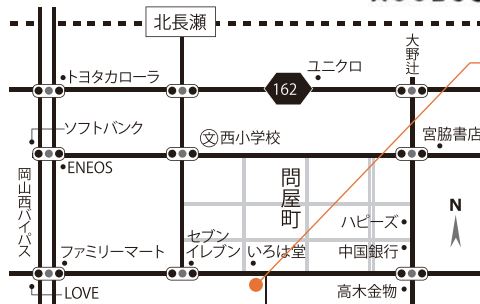 北長瀬
大野辻
ユニクロ
トヨタカローラ
162
ソフトバンク
西小学校
文
宮脇書店
ENEOS
岡山西バイパス
問屋町
N
ハピーズ
セブン
イレブン
いろは堂
中国銀行
ファミリーマート
LOVE
高木金物